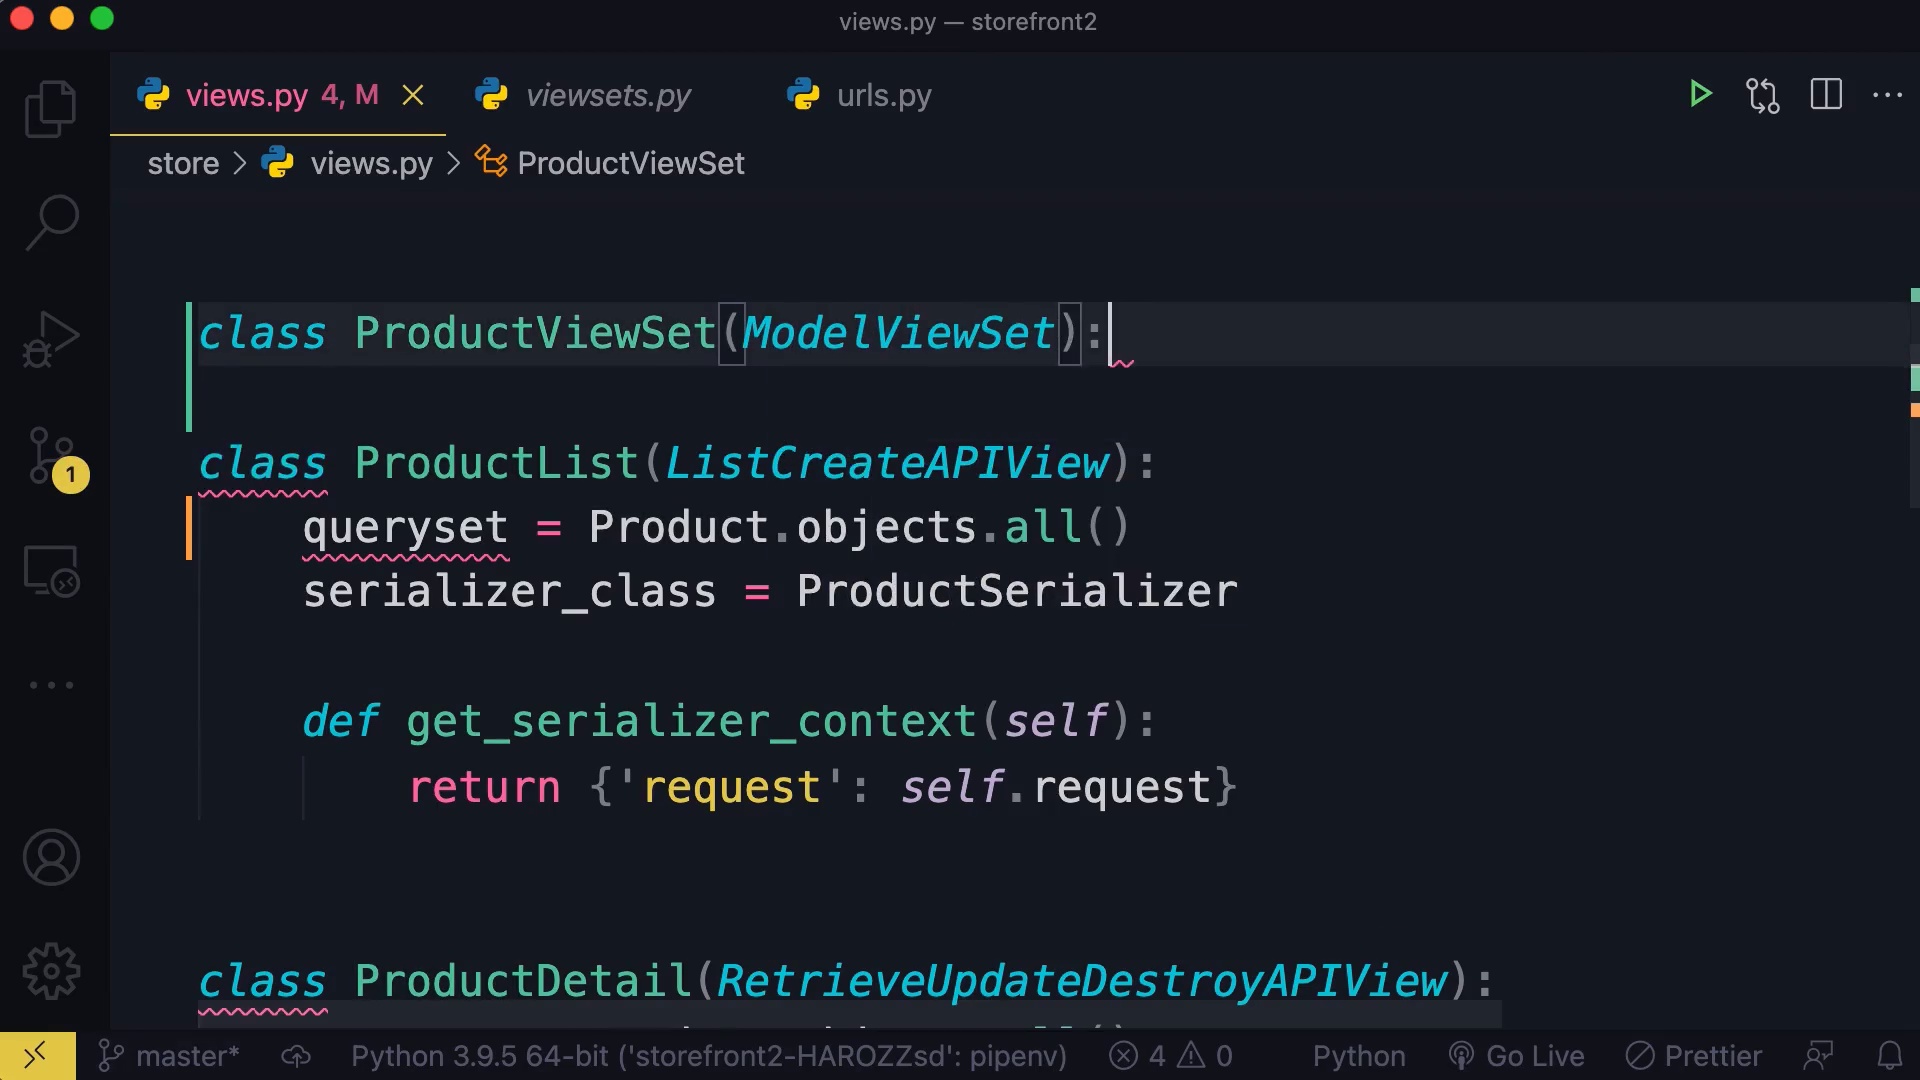 views.py — storefront2
views.py 4, M viewsets.py urls.py
store > views.py > ProductViewSet
class ProductViewSet(ModelViewSet):
class ProductList(ListCreateAPIView):
    queryset = Product.objects.all()
    serializer_class = ProductSerializer
    def get_serializer_context(self):
        return {'request': self.request}
1
class ProductDetail(RetrieveUpdateDestroyAPIView):
master* Python 3.9.5 64-bit ('storefront2-HAROZZsd': pipenv) 4 0 Python Go Live Prettier